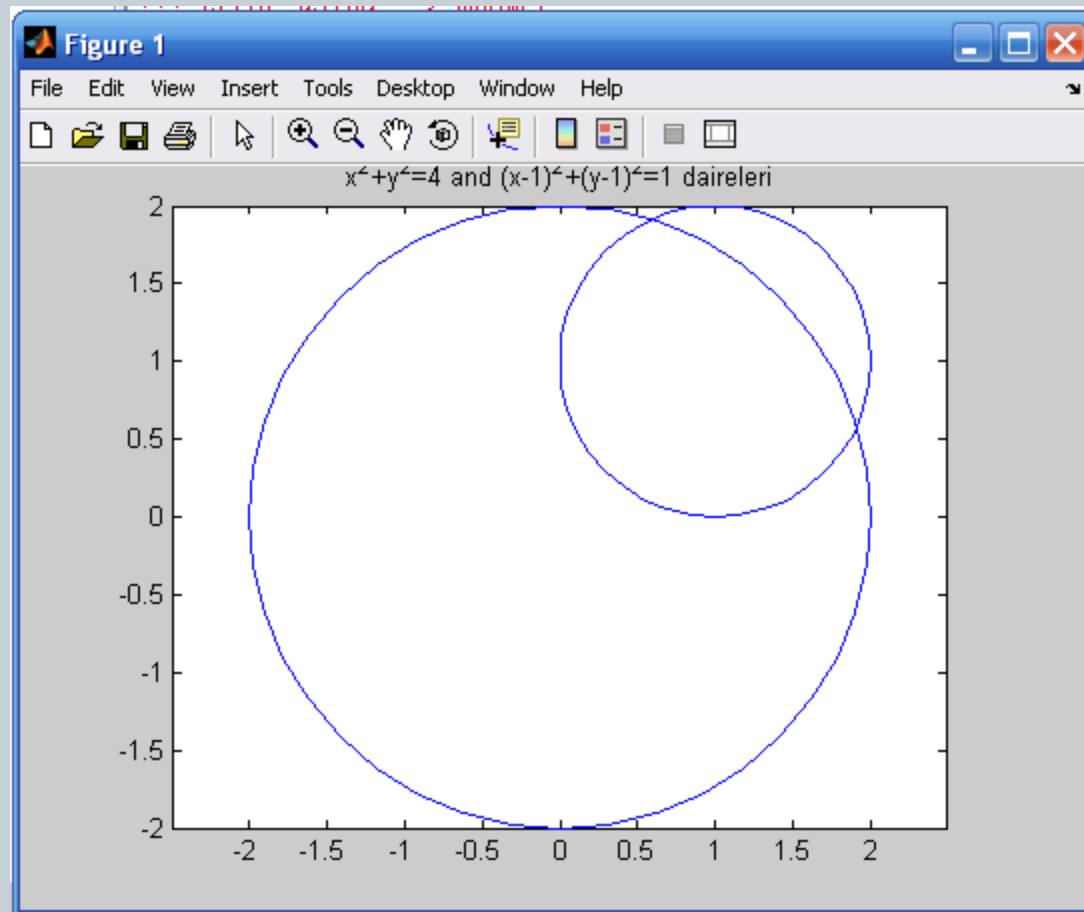 Figure 1
File Edit View Insert Tools Desktop Window Help
x²+y²=4 and (x-1)²+(y-1)²=1 daireleri
2
1.5
1
0.5
0
-0.5
-1
-1.5
-2
-2 -1.5 -1 -0.5 0 0.5 1 1.5 2